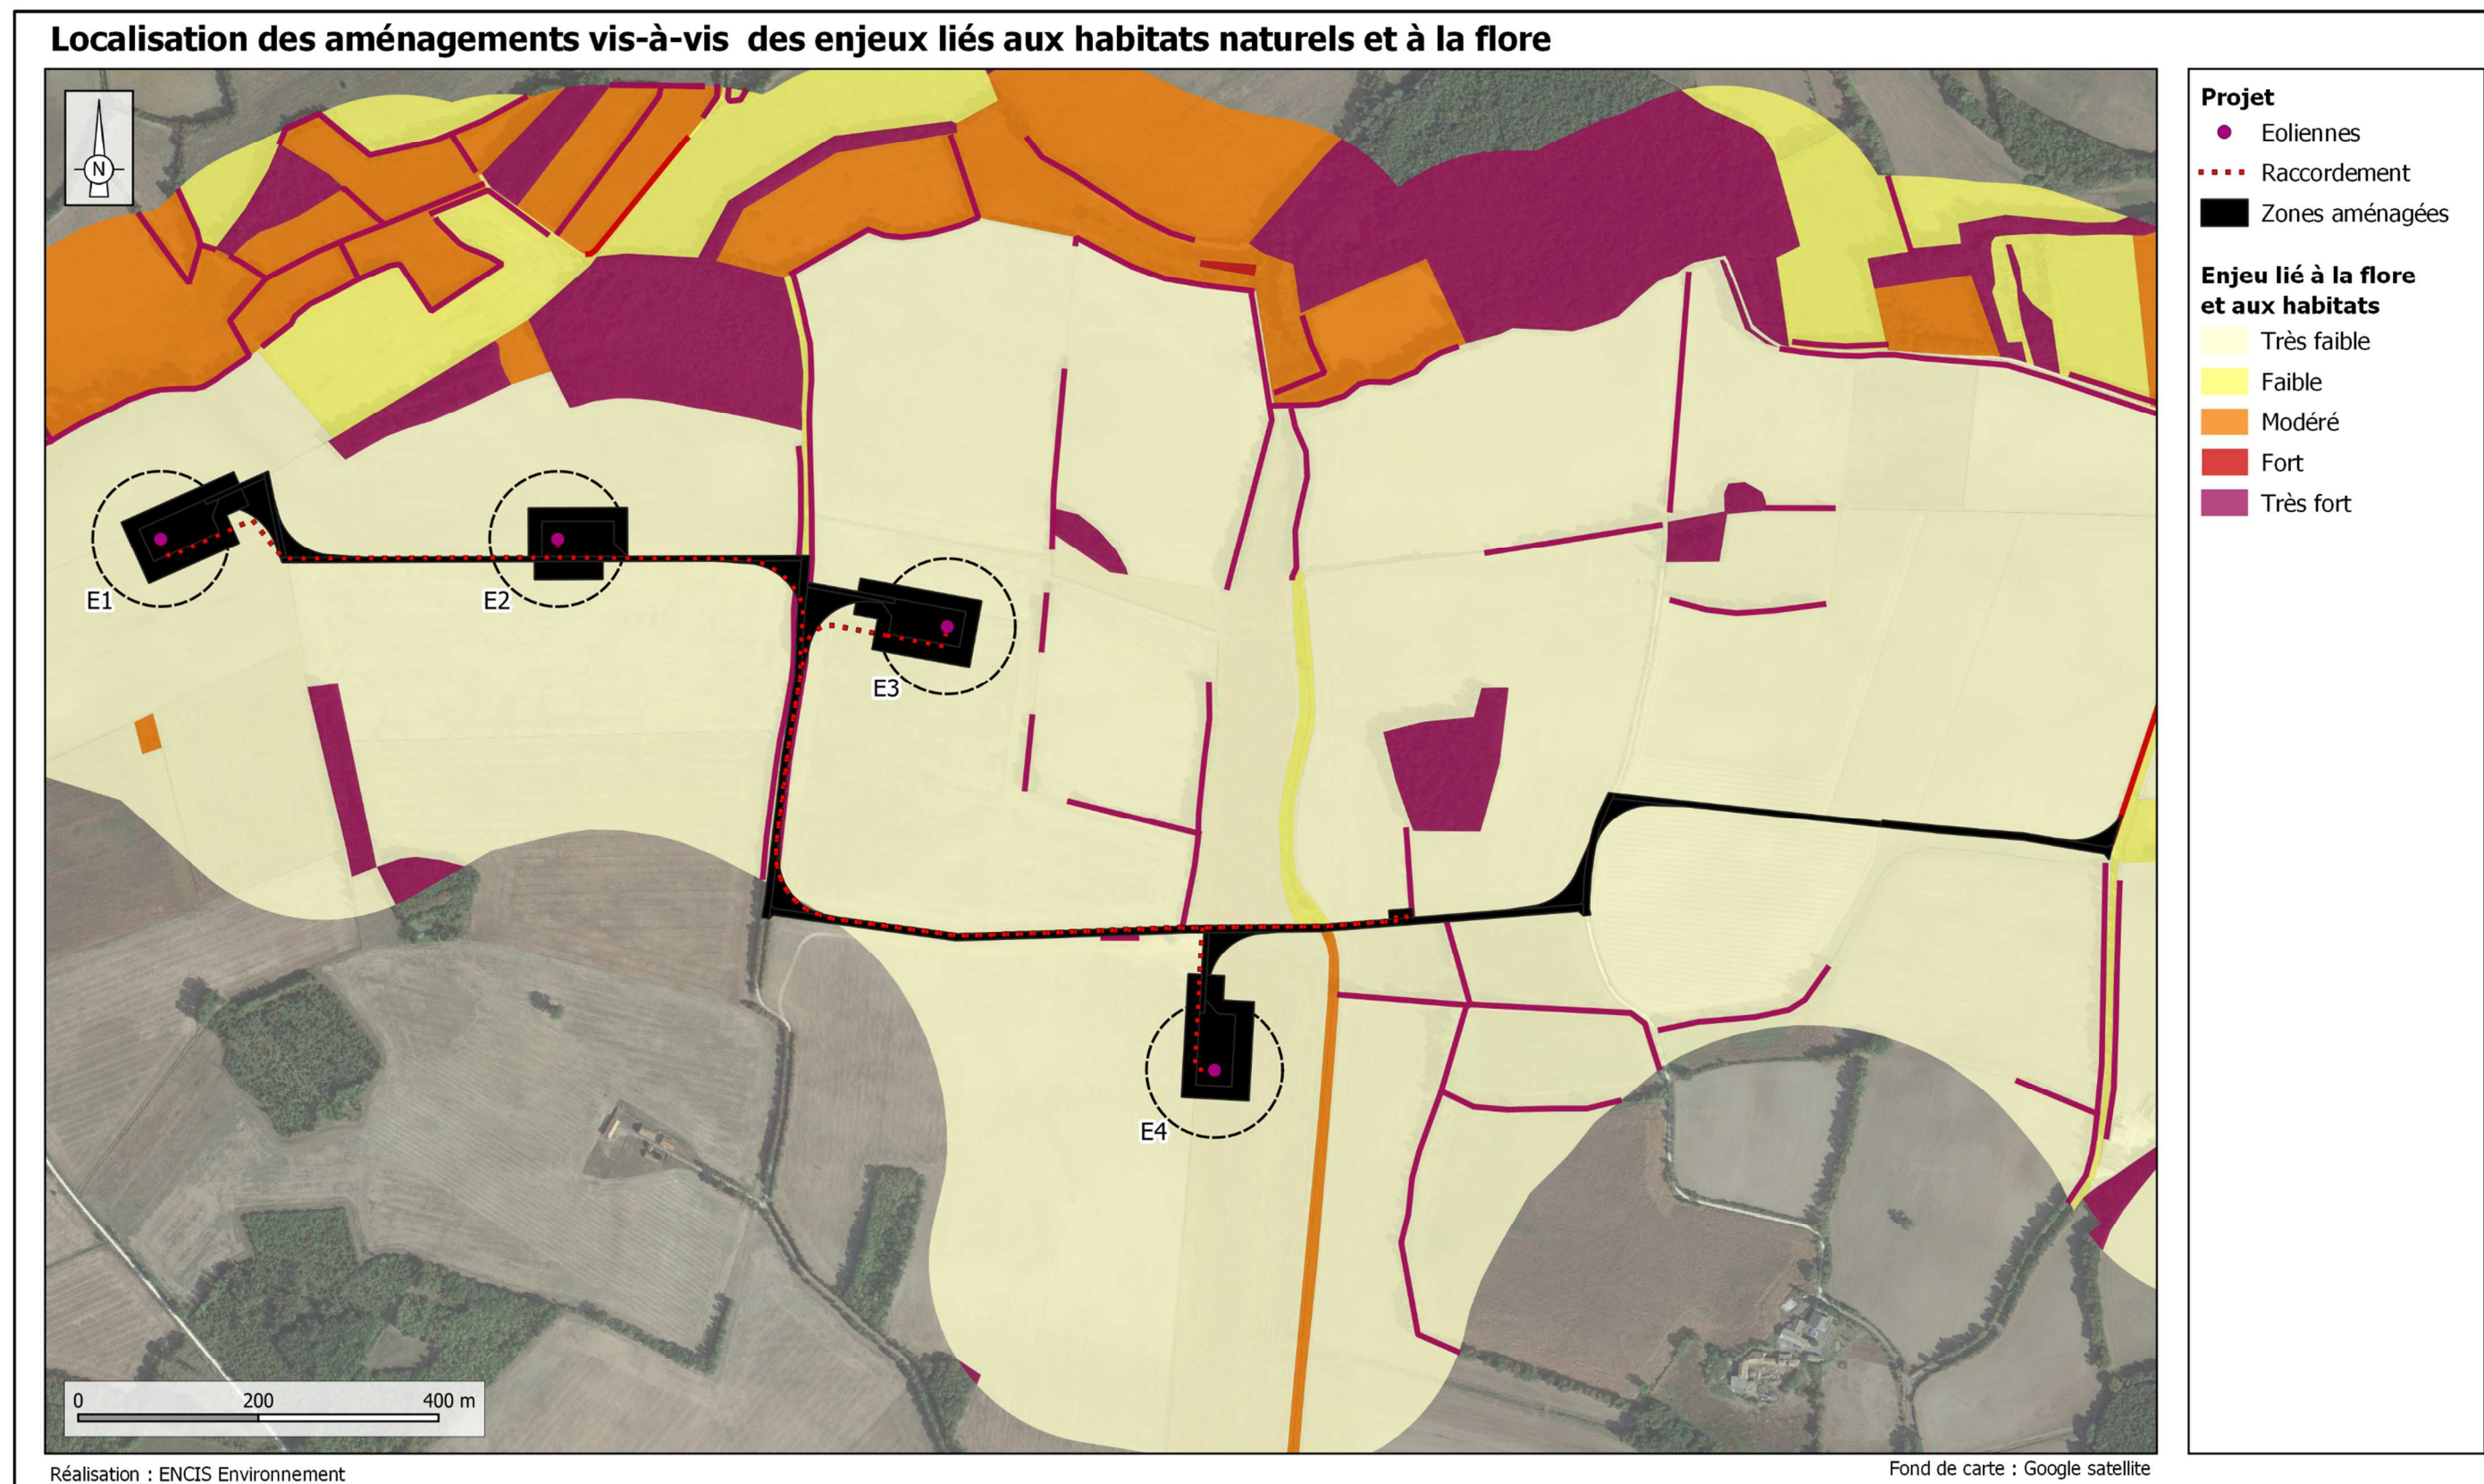 Localisation des aménagements vis-à-vis des enjeux liés aux habitats naturels et à la flore
N
E1
E2
E3
E4
0 200 400 m
Projet
Eoliennes
Raccordement
Zones aménagées
Enjeu lié à la flore
et aux habitats
Très faible
Faible
Modéré
Fort
Très fort
Réalisation : ENCIS Environnement
Fond de carte : Google satellite